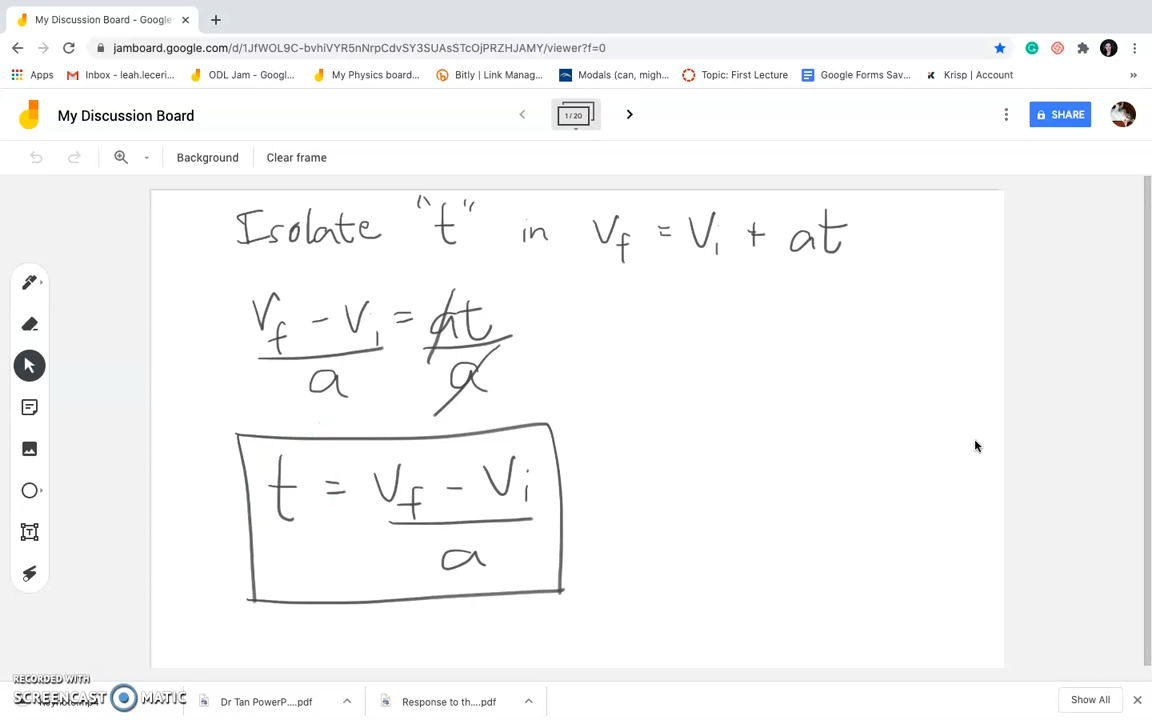 My Discussion Board - Google
jamboard.google.com/d/1JfWOL9C-bvhiVYR5nNrpCdvSY3SUAsSTcOjPRZHJAMY/viewer?f=0
Apps Inbox - leah.leceri... ODL Jam - Googl... My Physics board... Bitly | Link Manag... Modals (can, migh... Topic: First Lecture Google Forms Sav... Krisp | Account »
My Discussion Board 1/20 SHARE
Background Clear frame
Isolate "t" in Vf = Vi + at
Vf - Vi = at
a a
t = Vf - Vi
a
RECORDED WITH
SCREENCAST MATIC
Dr Tan PowerP....pdf Response to th....pdf Show All